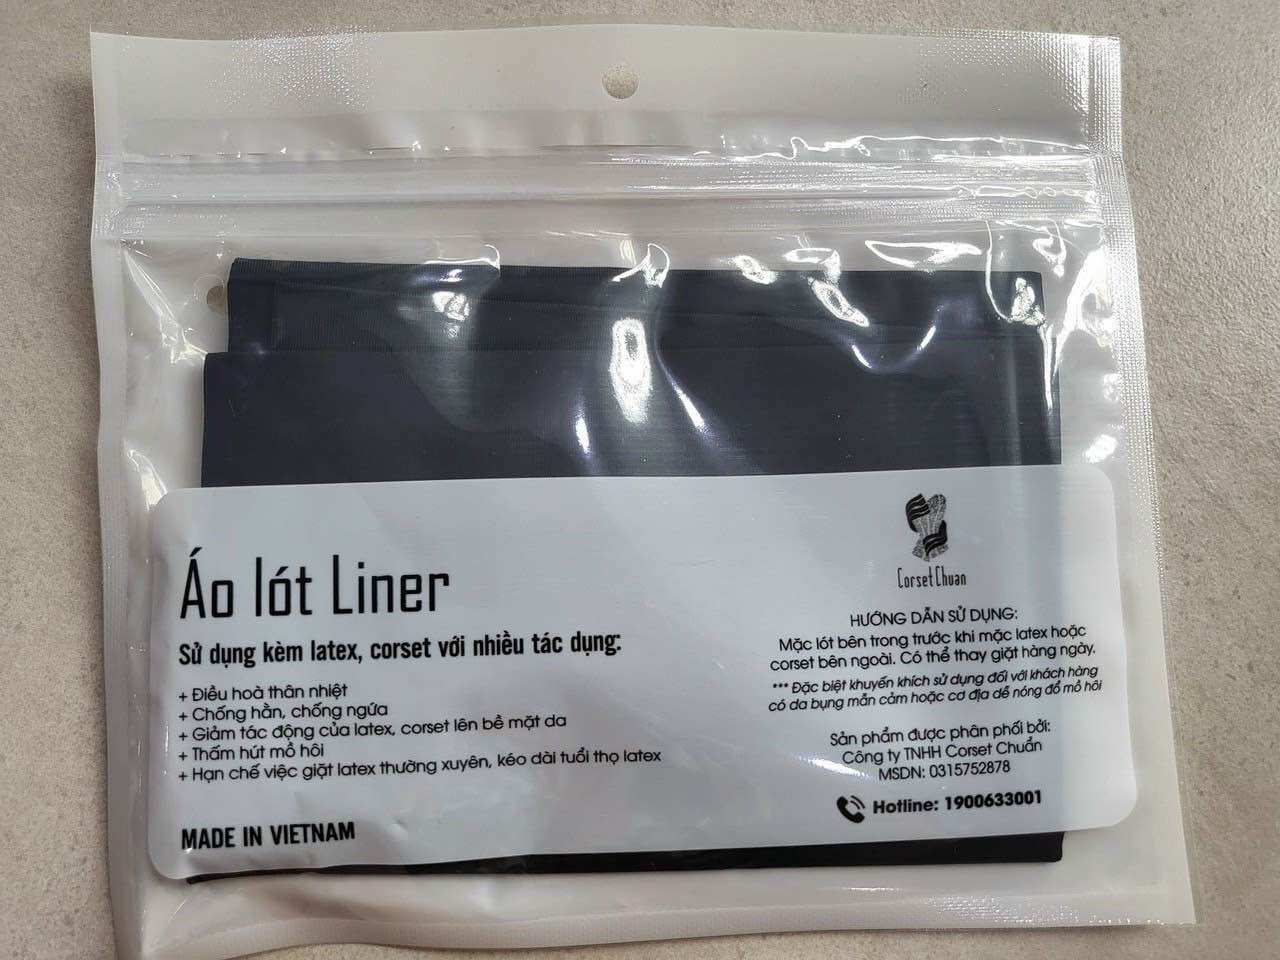 Áo lót Liner
Sử dụng kèm latex, corset với nhiều tác dụng:
+ Điều hoà thân nhiệt
+ Chống hằn, chống ngứa
+ Giảm tác động của latex, corset lên bề mặt da
+ Thấm hút mồ hôi
+ Hạn chế việc giặt latex thường xuyên, kéo dài tuổi thọ latex
MADE IN VIETNAM
Corset Chuan
HƯỚNG DẪN SỬ DỤNG:
Mặc lót bên trong trước khi mặc latex hoặc
corset bên ngoài. Có thể thay giặt hàng ngày.
*** Đặc biệt khuyến khích sử dụng đối với khách hàng
có da bụng mẫn cảm hoặc cơ địa dề nóng đổ mồ hôi
Sản phẩm được phân phối bởi:
Công ty TNHH Corset Chuẩn
MSDN: 0315752878
Hotline: 1900633001